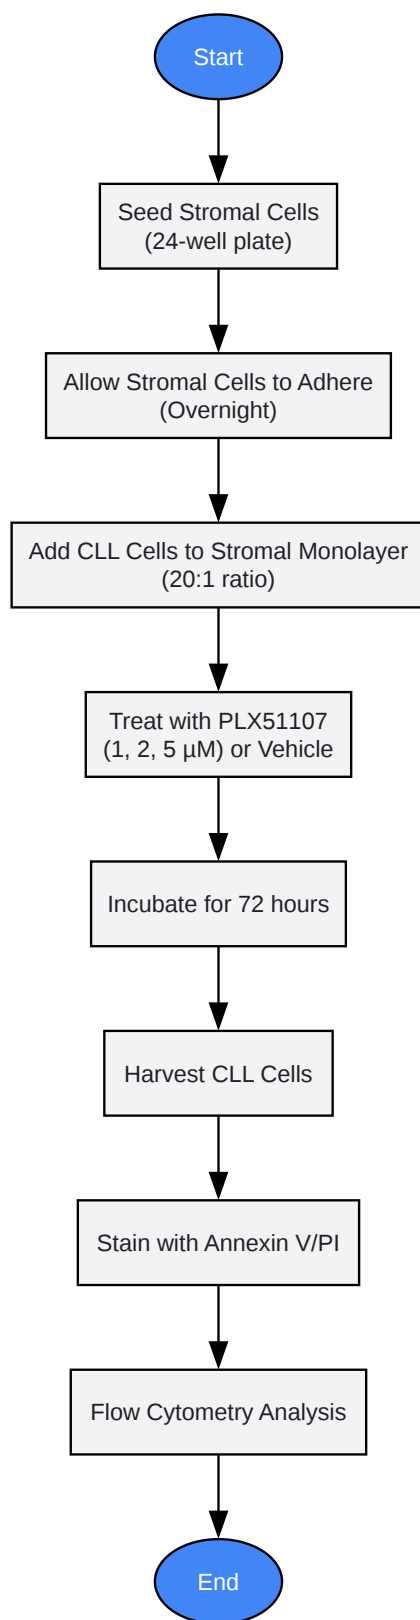 Start
Seed Stromal Cells
(24-well plate)
Allow Stromal Cells to Adhere
(Overnight)
Add CLL Cells to Stromal Monolayer
(20:1 ratio)
Treat with PLX51107
(1, 2, 5 µM) or Vehicle
Incubate for 72 hours
Harvest CLL Cells
Stain with Annexin V/PI
Flow Cytometry Analysis
End